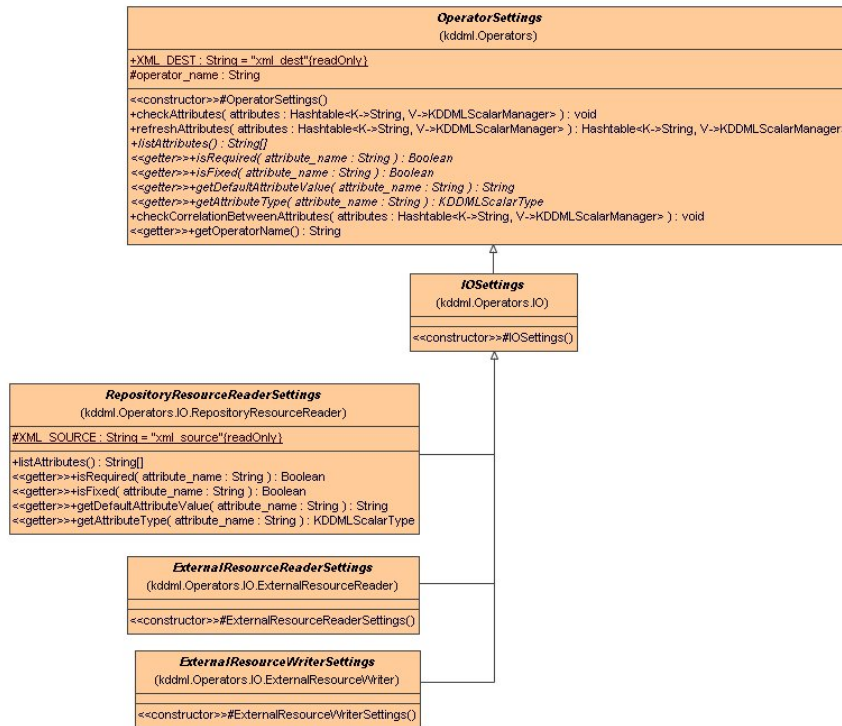 OperatorSettings
(kddml.Operators)
+XML_DEST : String = "xml_dest"{readOnly}
#operator_name : String
<<constructor>>#OperatorSettings()
+checkAttributes( attributes : Hashtable<K->String, V->KDDMLScalarManager> ) : void
+refreshAttributes( attributes : Hashtable<K->String, V->KDDMLScalarManager> ) : Hashtable<K->String, V->KDDMLScalarManager>
+listAttributes() : String[]
<<getter>>+isRequired( attribute_name : String ) : Boolean
<<getter>>+isFixed( attribute_name : String ) : Boolean
<<getter>>+getDefaultAttributeValue( attribute_name : String ) : String
<<getter>>+getAttributeType( attribute_name : String ) : KDDMLScalarType
+checkCorrelationBetweenAttributes( attributes : Hashtable<K->String, V->KDDMLScalarManager> ) : void
<<getter>>+getOperatorName() : String
IOSettings
(kddml.Operators.IO)
<<constructor>>#IOSettings()
RepositoryResourceReaderSettings
(kddml.Operators.IO.RepositoryResourceReader)
#XML_SOURCE : String = "xml_source"{readOnly}
+listAttributes() : String[]
<<getter>>+isRequired( attribute_name : String ) : Boolean
<<getter>>+isFixed( attribute_name : String ) : Boolean
<<getter>>+getDefaultAttributeValue( attribute_name : String ) : String
<<getter>>+getAttributeType( attribute_name : String ) : KDDMLScalarType
ExternalResourceReaderSettings
(kddml.Operators.IO.ExternalResourceReader)
<<constructor>>#ExternalResourceReaderSettings()
ExternalResourceWriterSettings
(kddml.Operators.IO.ExternalResourceWriter)
<<constructor>>#ExternalResourceWriterSettings()